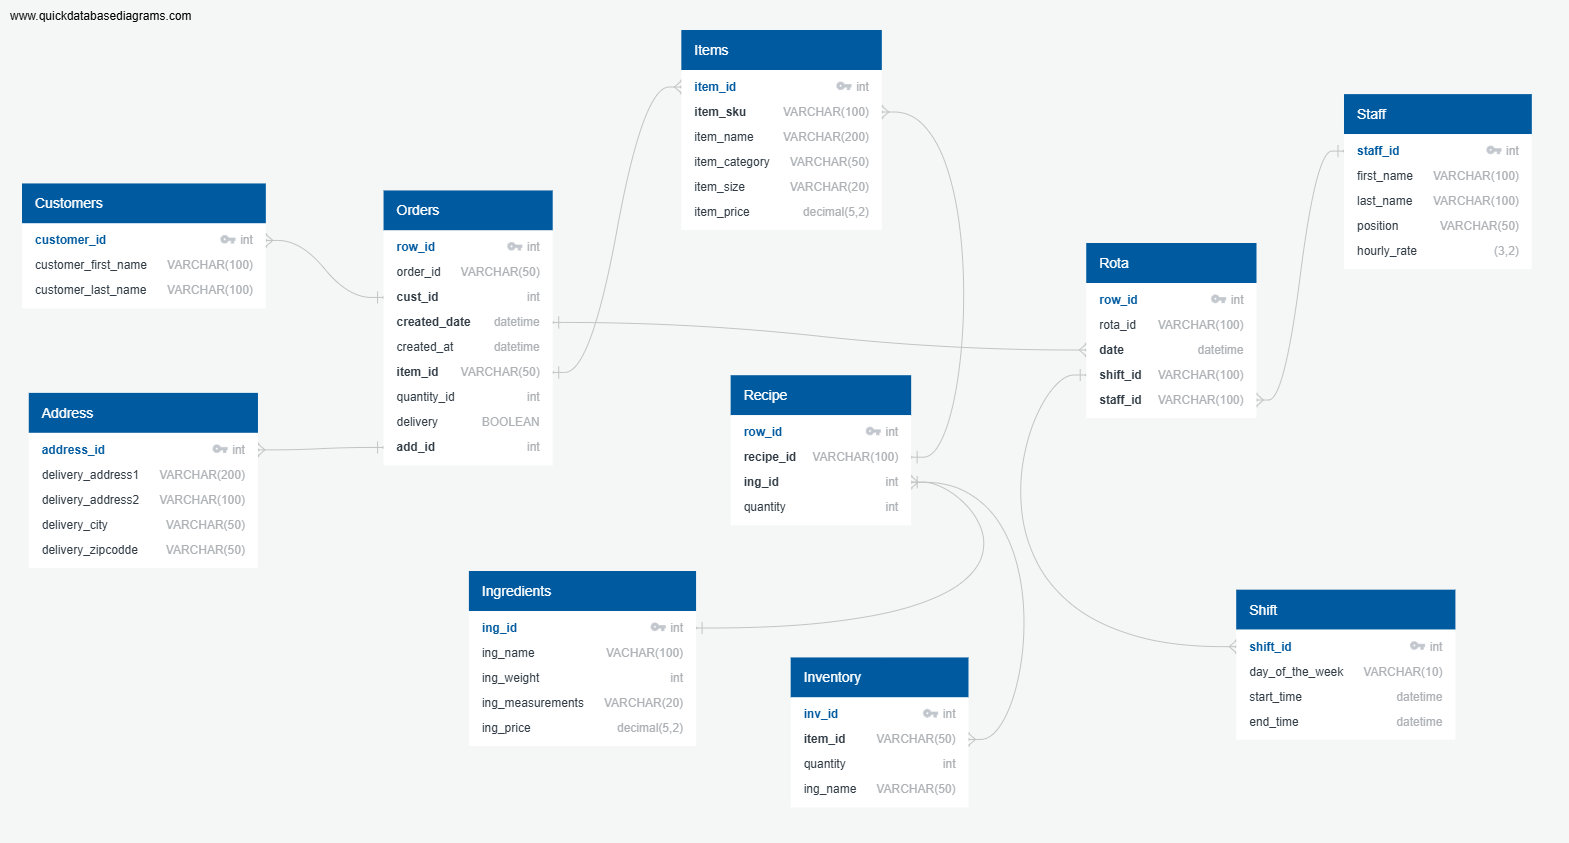 www.quickdatabasediagrams.com
Items
item_id int
item_sku VARCHAR(100)
item_name VARCHAR(200)
item_category VARCHAR(50)
item_size VARCHAR(20)
item_price decimal(5,2)
Staff
staff_id int
first_name VARCHAR(100)
last_name VARCHAR(100)
position VARCHAR(50)
hourly_rate (3,2)
Customers
customer_id int
customer_first_name VARCHAR(100)
customer_last_name VARCHAR(100)
Orders
row_id int
order_id VARCHAR(50)
cust_id int
created_date datetime
created_at datetime
item_id VARCHAR(50)
quantity_id int
delivery BOOLEAN
add_id int
Rota
row_id int
rota_id VARCHAR(100)
date datetime
shift_id VARCHAR(100)
staff_id VARCHAR(100)
Address
address_id int
delivery_address1 VARCHAR(200)
delivery_address2 VARCHAR(100)
delivery_city VARCHAR(50)
delivery_zipcodde VARCHAR(50)
Recipe
row_id int
recipe_id VARCHAR(100)
ing_id int
quantity int
Ingredients
ing_id int
ing_name VACHAR(100)
ing_weight int
ing_measurements VARCHAR(20)
ing_price decimal(5,2)
Inventory
inv_id int
item_id VARCHAR(50)
quantity int
ing_name VARCHAR(50)
Shift
shift_id int
day_of_the_week VARCHAR(10)
start_time datetime
end_time datetime